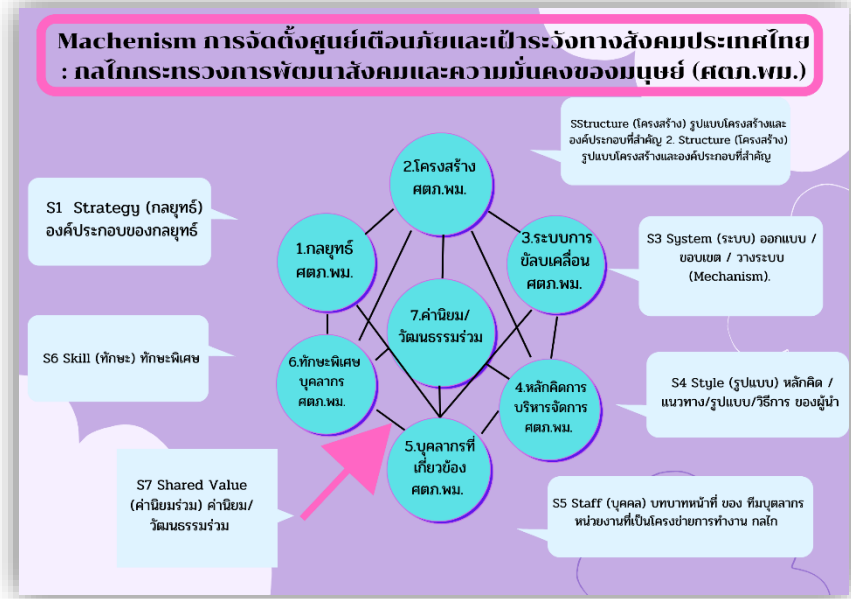 Machenism การจัดตั้งศูนย์เตือนภัยและเฝ้าระวังทางสังคมประเทศไทย
: กลไกกระทรวงการพัฒนาสังคมและความมั่นคงของมนุษย์ (ศตภ.พม.)
SStructure (โครงสร้าง) รูปแบบโครงสร้างและ
องค์ประกอบที่สำคัญ 2. Structure (โครงสร้าง)
รูปแบบโครงสร้างและองค์ประกอบที่สำคัญ
2.โครงสร้าง
ศตภ.พม.
S1 Strategy (กลยุทธ์)
องค์ประกอบของกลยุทธ์
1.กลยุทธ์
ศตภ.พม.
3.ระบบการ
ขัลบเคลื่อน
ศตภ.พม.
S3 System (ระบบ) ออกแบบ /
ขอบเขต / วางระบบ
(Mechanism).
7.ค่านิยม/
วัฒนธรรมร่วม
S6 Skill (ทักษะ) ทักษะพิเศษ
6.ทักษะพิเศษ
บุคลากร
ศตภ.พม.
4.หลักคิดการ
บริหารจัดการ
ศตภ.พม.
S4 Style (รูปแบบ) หลักคิด /
แนวทาง/รูปแบบ/วิธีการ ของผู้นำ
5.บุคลากรที่
เกี่ยวข้อง
ศตภ.พม.
S7 Shared Value
(ค่านิยมร่วม) ค่านิยม/
วัฒนธรรมร่วม
S5 Staff (บุคคล) บทบาทหน้าที่ ของ ทีมบุตลากร
หน่วยงานที่เป็นโครงข่ายการทำงาน กลไก